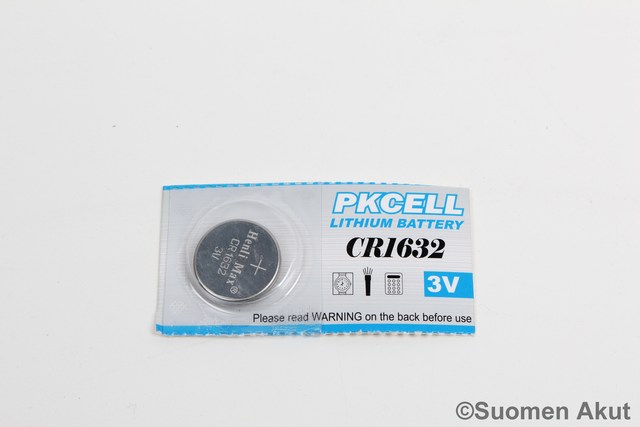 PKCELL
LITHIUM BATTERY
CR1632
3V
Please read WARNING on the back before use
Henli Max®
CR1632
3V
+
©Suomen Akut